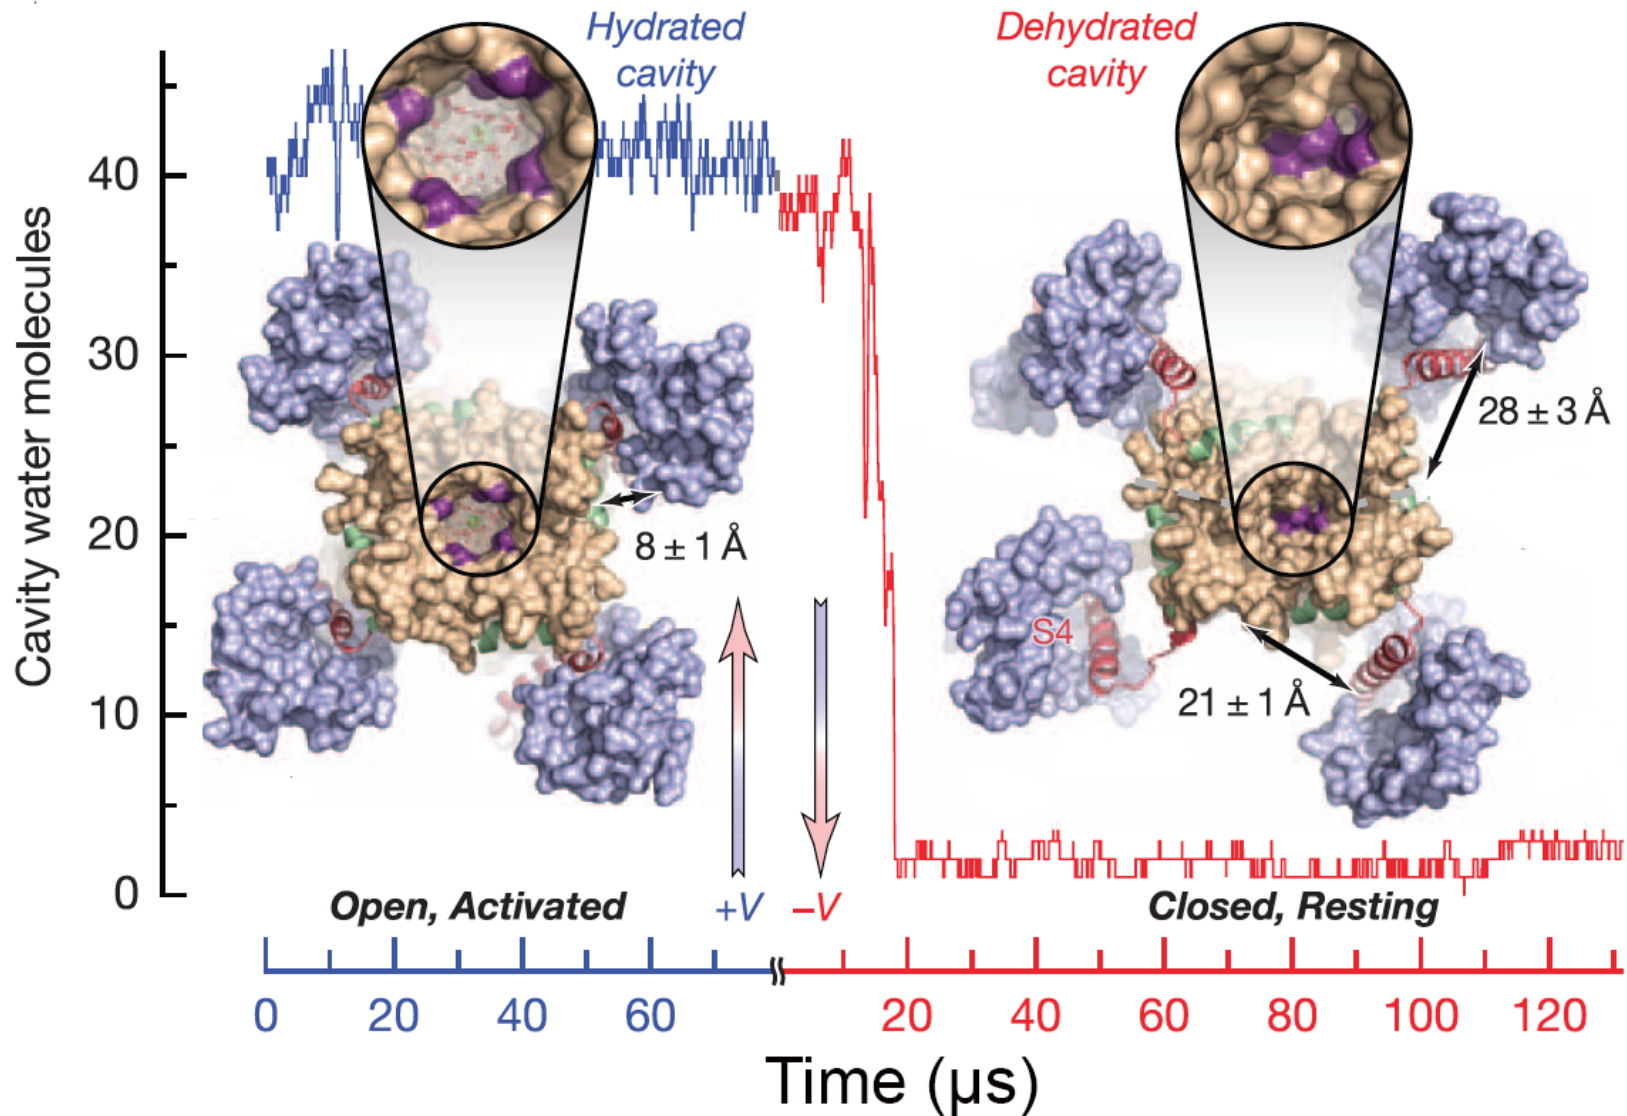 Hydrated
cavity
Dehydrated
cavity
Cavity water molecules
40
30
20
10
0
8 ± 1 Å
28 ± 3 Å
S4
21 ± 1 Å
Open, Activated
+V
–V
Closed, Resting
0
20
40
60
20
40
60
80
100
120
Time (μs)